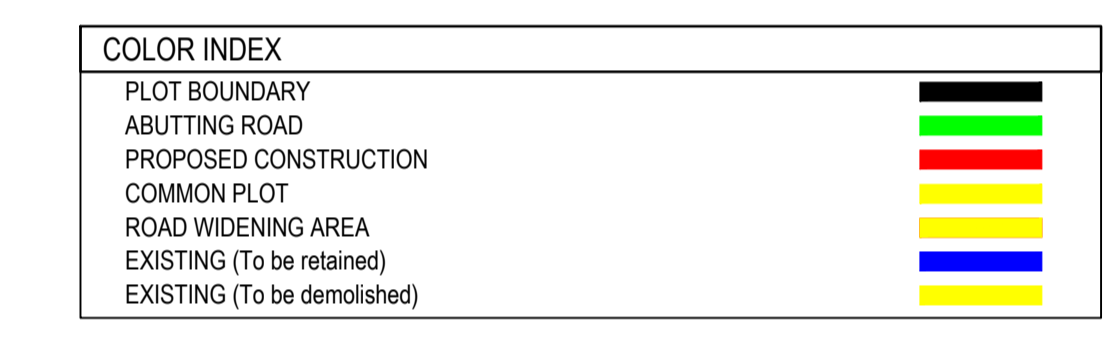 COLOR INDEX
PLOT BOUNDARY
ABUTTING ROAD
PROPOSED CONSTRUCTION
COMMON PLOT
ROAD WIDENING AREA
EXISTING (To be retained)
EXISTING (To be demolished)